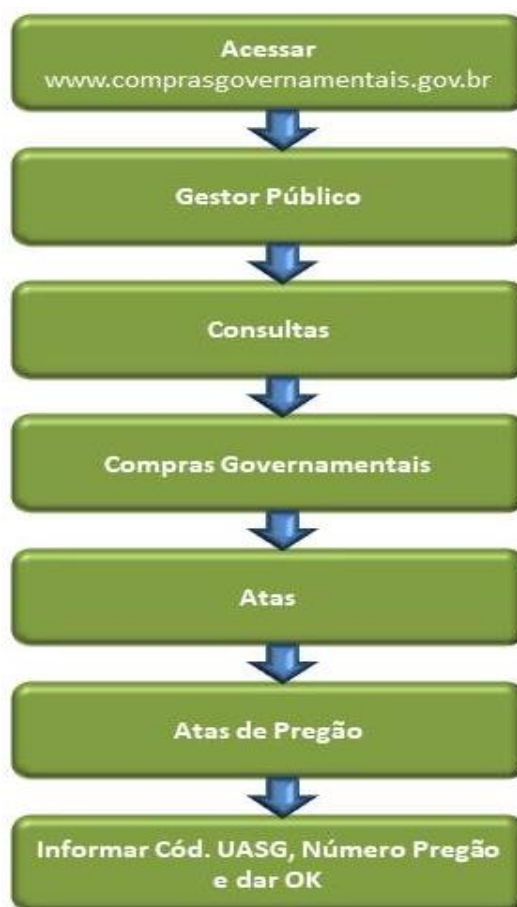 Acessar
www.comprasgovernamentais.gov.br
Gestor Público
Consultas
Compras Governamentais
Atas
Atas de Pregão
Informar Cód. UASG, Número Pregão
e dar OK